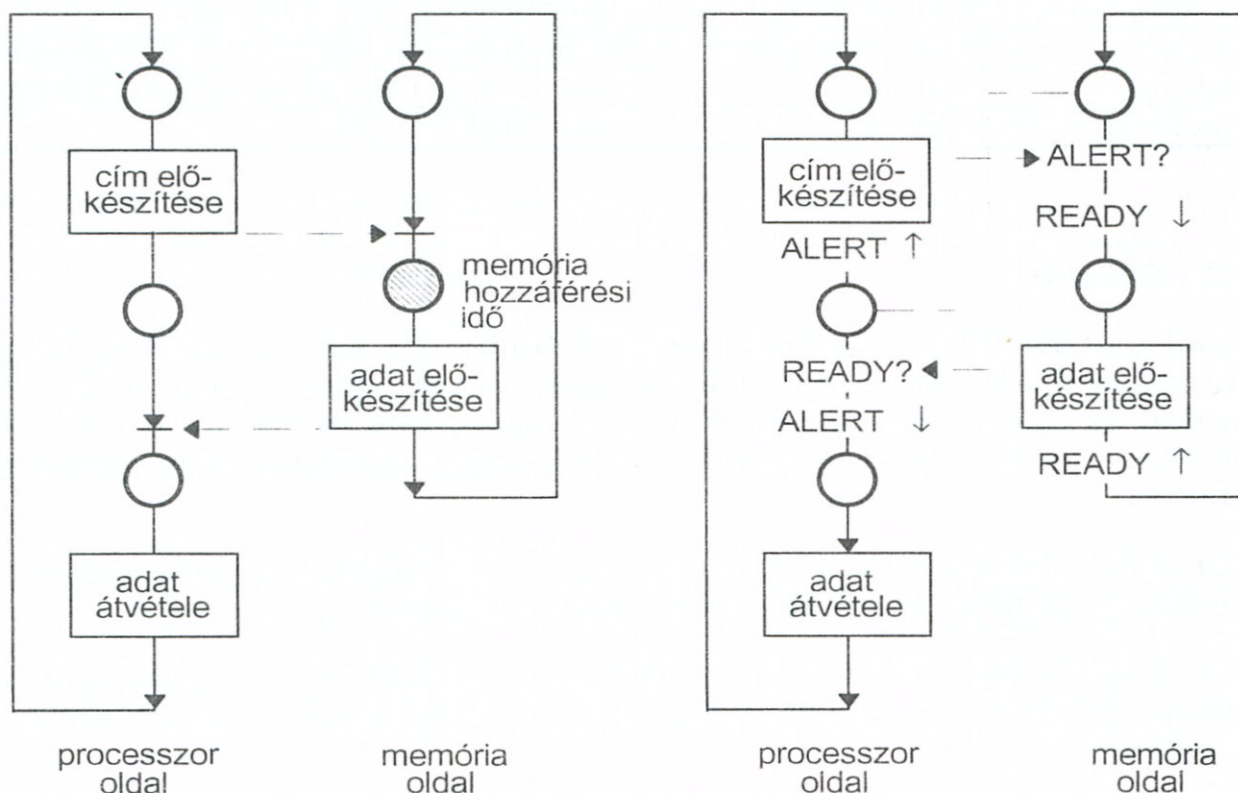 cím elő-
készítése
memória
hozzáférési
idő
adat elő-
készítése
adat
átvétele
processzor
oldal
memória
oldal
cím elő-
készítése
ALERT ↑
READY?
ALERT ↓
adat
átvétele
ALERT?
READY ↓
adat elő-
készítése
READY ↑
processzor
oldal
memória
oldal